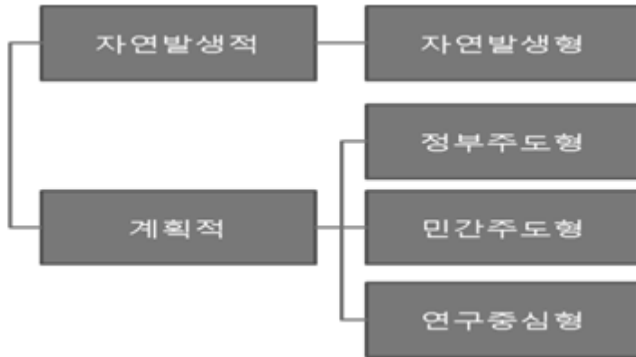 자연발생적
자연발생형
정부주도형
계획적
민간주도형
연구중심형